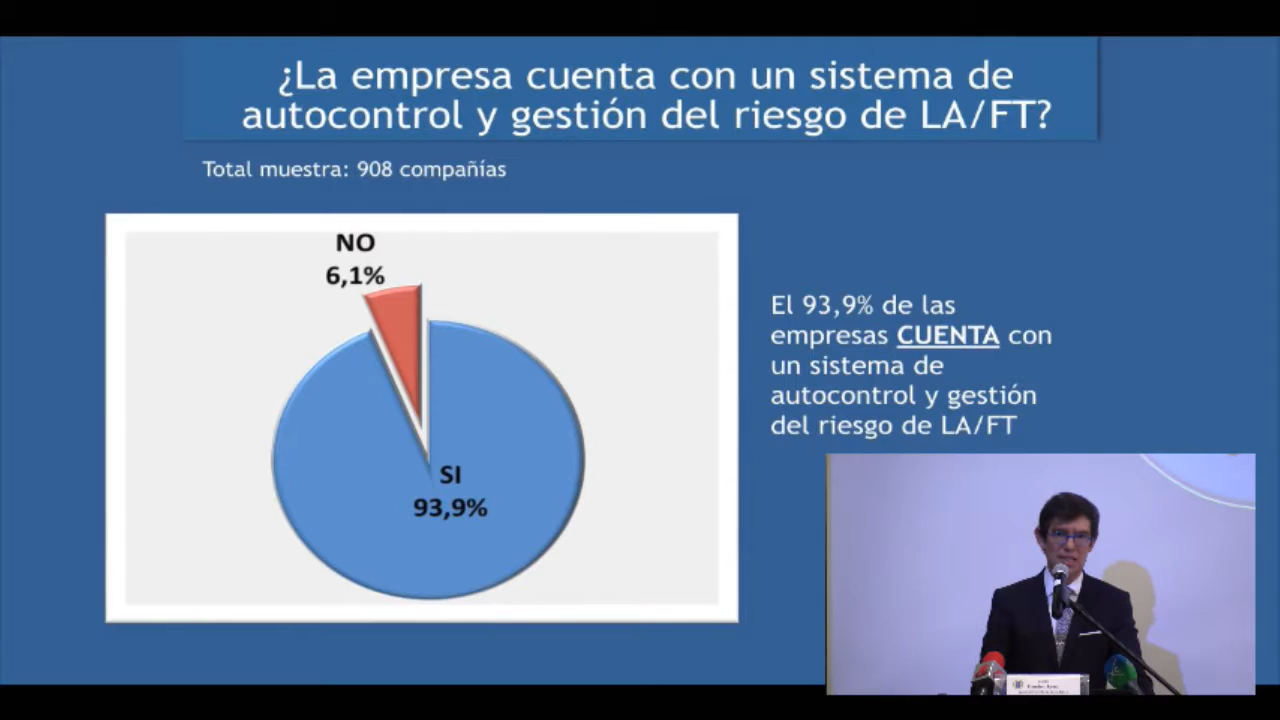 ¿La empresa cuenta con un sistema de
autocontrol y gestión del riesgo de LA/FT?
Total muestra: 908 compañías
NO
6,1%
SI
93,9%
El 93,9% de las
empresas CUENTA con
un sistema de
autocontrol y gestión
del riesgo de LA/FT